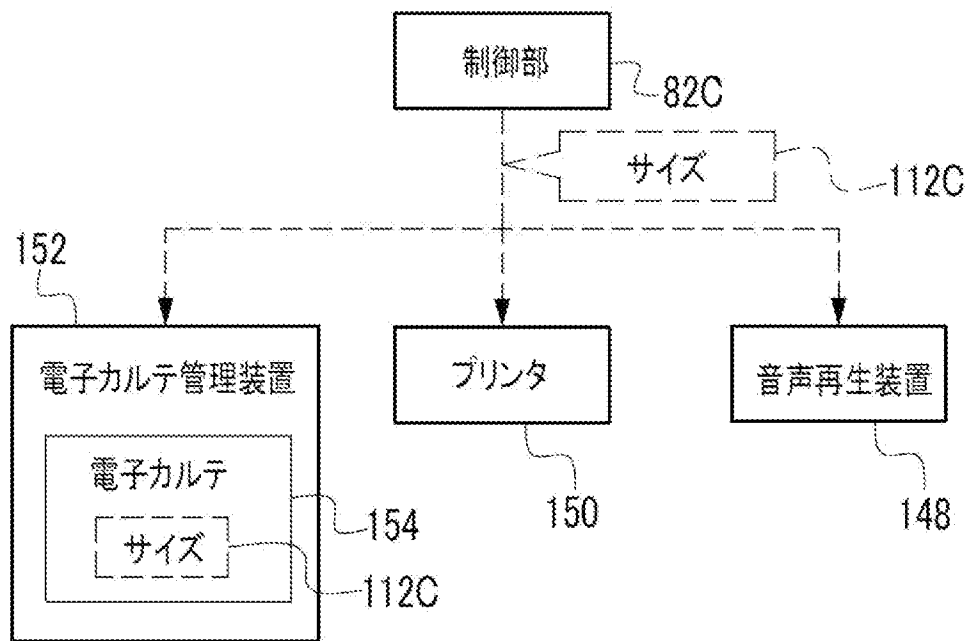 制御部
82C
サイズ
112C
152
電子カルテ管理装置
プリンタ
音声再生装置
電子カルテ
154
150
148
サイズ
112C